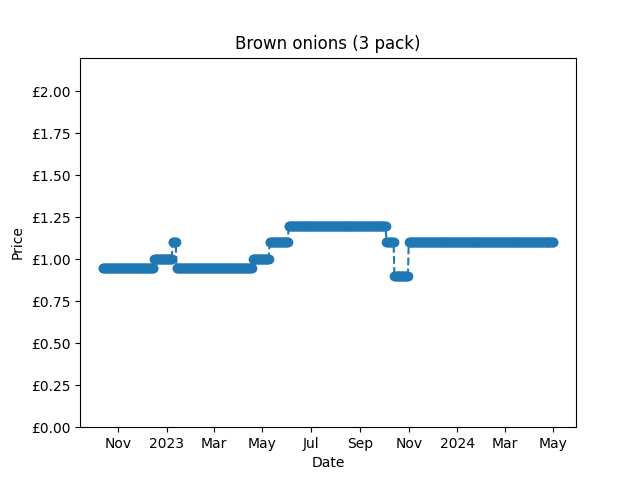 Brown onions (3 pack)
£2.00
£1.75
£1.50
£1.25
£1.00
£0.75
£0.50
£0.25
£0.00
Price
Nov 2023 Mar May Jul Sep Nov 2024 Mar May
Date